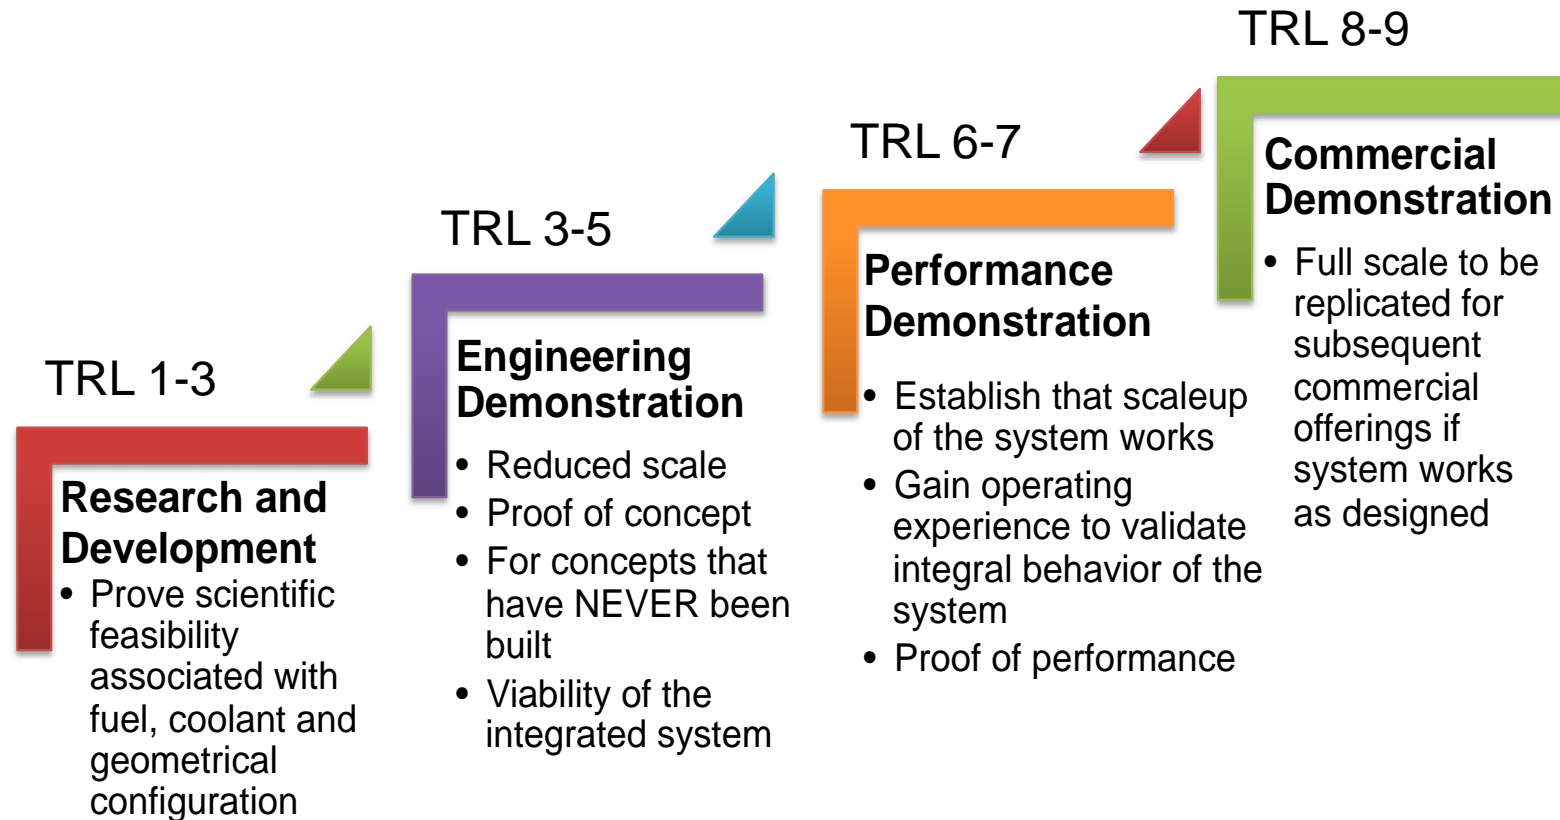 TRL 1-3
Research and
Development
• Prove scientific
feasibility
associated with
fuel, coolant and
geometrical
configuration
TRL 3-5
Engineering
Demonstration
• Reduced scale
• Proof of concept
• For concepts that
have NEVER been
built
• Viability of the
integrated system
TRL 6-7
Performance
Demonstration
• Establish that scaleup
of the system works
• Gain operating
experience to validate
integral behavior of the
system
• Proof of performance
TRL 8-9
Commercial
Demonstration
• Full scale to be
replicated for
subsequent
commercial
offerings if
system works
as designed